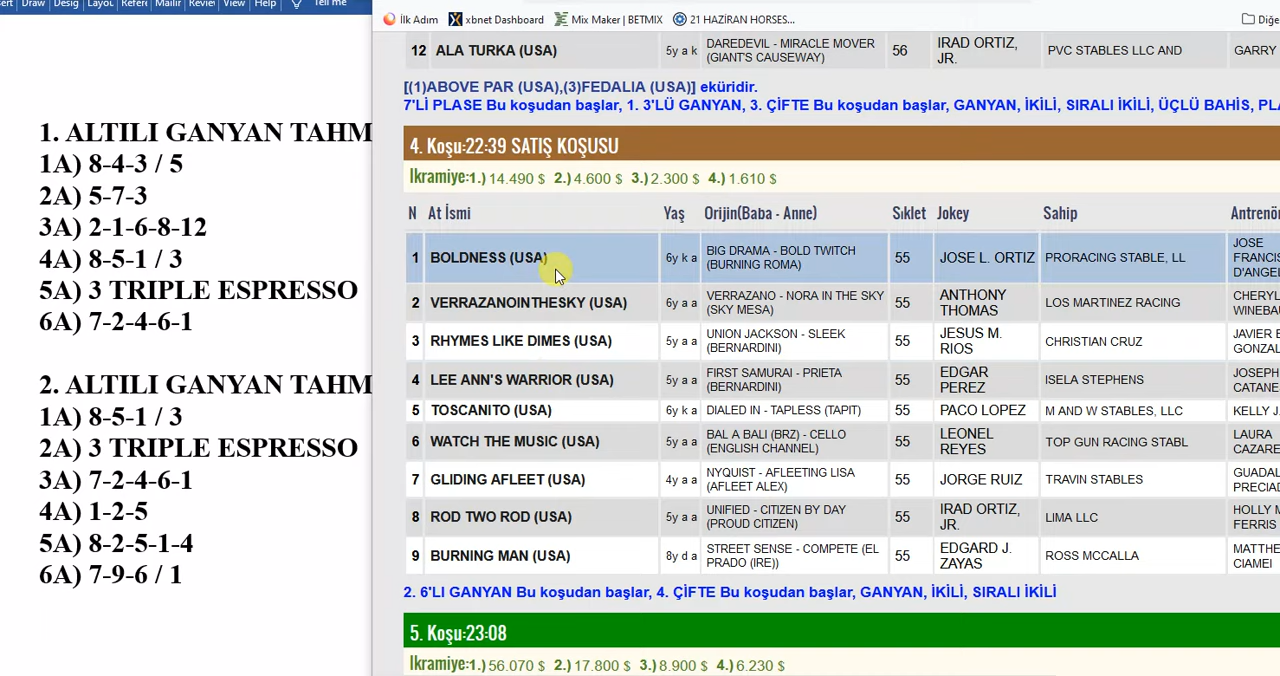 sert Draw Desig Layou Refere Mailir Review View Help Tell me
1. ALTILI GANYAN TAHM
1A) 8-4-3 / 5
2A) 5-7-3
3A) 2-1-6-8-12
4A) 8-5-1 / 3
5A) 3 TRIPLE ESPRESSO
6A) 7-2-4-6-1
2. ALTILI GANYAN TAHM
1A) 8-5-1 / 3
2A) 3 TRIPLE ESPRESSO
3A) 7-2-4-6-1
4A) 1-2-5
5A) 8-2-5-1-4
6A) 7-9-6 / 1
İlk Adım xbnet Dashboard Mix Maker | BETMIX 21 HAZİRAN HORSES... Diğe
12 ALA TURKA (USA) 5y a k DAREDEVIL - MIRACLE MOVER (GIANT'S CAUSEWAY) 56 IRAD ORTIZ, JR. PVC STABLES LLC AND GARRY
[(1)ABOVE PAR (USA),(3)FEDALIA (USA)] eküridir.
7'Lİ PLASE Bu koşudan başlar, 1. 3'LÜ GANYAN, 3. ÇİFTE Bu koşudan başlar, GANYAN, İKİLİ, SIRALI İKİLİ, ÜÇLÜ BAHİS, PLA
4. Koşu:22:39 SATIŞ KOŞUSU
İkramiye:1.) 14.490 $ 2.) 4.600 $ 3.) 2.300 $ 4.) 1.610 $
N At İsmi Yaş Orijin(Baba - Anne) Sıklet Jokey Sahip Antrenör
1 BOLDNESS (USA) 6y k a BIG DRAMA - BOLD TWITCH (BURNING ROMA) 55 JOSE L. ORTIZ PRORACING STABLE, LL JOSE FRANCIS D'ANGEL
2 VERRAZANOINTHESKY (USA) 6y a a VERRAZANO - NORA IN THE SKY (SKY MESA) 55 ANTHONY THOMAS LOS MARTINEZ RACING CHERYL WINEBAU
3 RHYMES LIKE DIMES (USA) 5y a a UNION JACKSON - SLEEK (BERNARDINI) 55 JESUS M. RIOS CHRISTIAN CRUZ JAVIER E GONZAL
4 LEE ANN'S WARRIOR (USA) 5y a a FIRST SAMURAI - PRIETA (BERNARDINI) 55 EDGAR PEREZ ISELA STEPHENS JOSEPH CATANE
5 TOSCANITO (USA) 6y k a DIALED IN - TAPLESS (TAPIT) 55 PACO LOPEZ M AND W STABLES, LLC KELLY J.
6 WATCH THE MUSIC (USA) 5y a a BAL A BALI (BRZ) - CELLO (ENGLISH CHANNEL) 55 LEONEL REYES TOP GUN RACING STABL LAURA CAZARE
7 GLIDING AFLEET (USA) 4y a a NYQUIST - AFLEETING LISA (AFLEET ALEX) 55 JORGE RUIZ TRAVIN STABLES GUADAL PRECIAD
8 ROD TWO ROD (USA) 5y a a UNIFIED - CITIZEN BY DAY (PROUD CITIZEN) 55 IRAD ORTIZ, JR. LIMA LLC HOLLY M FERRIS
9 BURNING MAN (USA) 8y d a STREET SENSE - COMPETE (EL PRADO (IRE)) 55 EDGARD J. ZAYAS ROSS MCCALLA MATTHE CIAMEI
2. 6'LI GANYAN Bu koşudan başlar, 4. ÇİFTE Bu koşudan başlar, GANYAN, İKİLİ, SIRALI İKİLİ
5. Koşu:23:08
İkramiye:1.) 56.070 $ 2.) 17.800 $ 3.) 8.900 $ 4.) 6.230 $